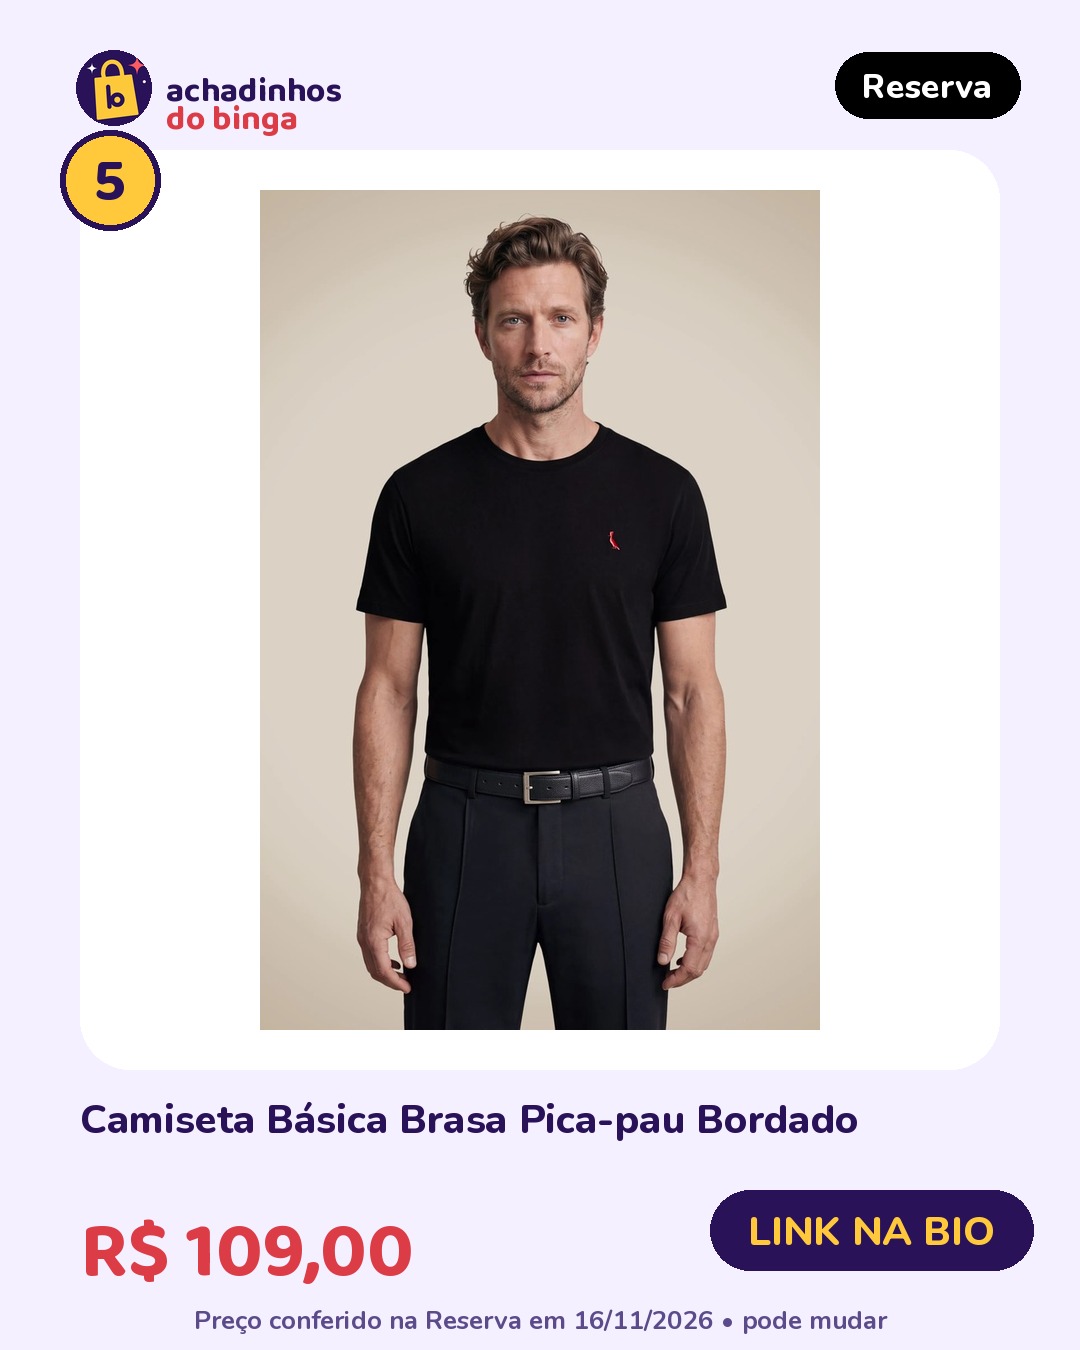 b
achadinhos
do binga
Reserva
5
Camiseta Básica Brasa Pica-pau Bordado
R$ 109,00
LINK NA BIO
Preço conferido na Reserva em 16/11/2026 • pode mudar